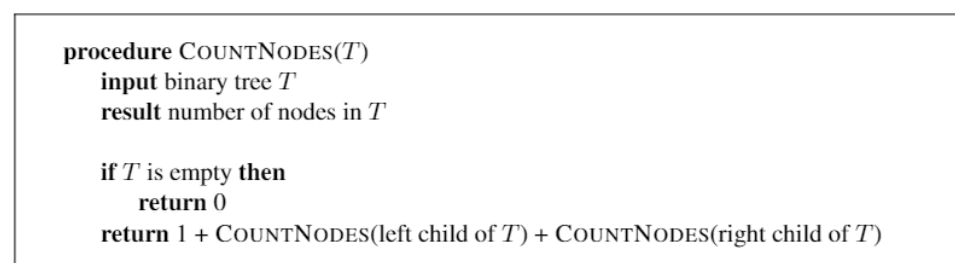 procedure COUNTNODES(T)
input binary tree T
result number of nodes in T
if T is empty then
return 0
return 1 + COUNTNODES(left child of T) + COUNTNODES(right child of T)